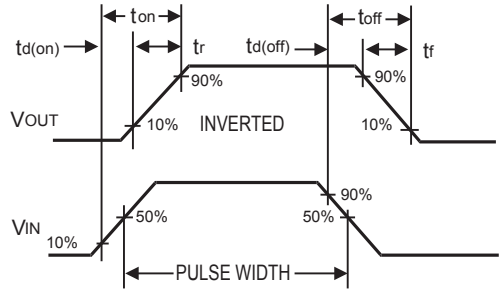 ton
toff
td(on)
tr
td(off)
tf
90%
90%
VOUT
10%
INVERTED
10%
90%
50%
50%
VIN
10%
PULSE WIDTH